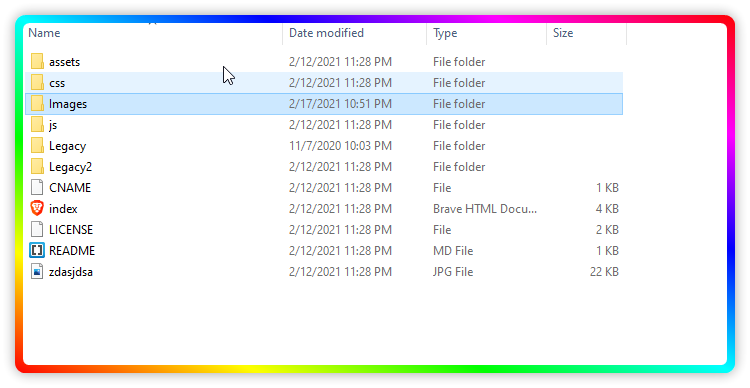 Name Date modified Type Size
assets 2/12/2021 11:28 PM File folder
css 2/12/2021 11:28 PM File folder
Images 2/17/2021 10:51 PM File folder
js 2/12/2021 11:28 PM File folder
Legacy 11/7/2020 10:03 PM File folder
Legacy2 2/12/2021 11:28 PM File folder
CNAME 2/12/2021 11:28 PM File 1 KB
index 2/12/2021 11:28 PM Brave HTML Docu... 4 KB
LICENSE 2/12/2021 11:28 PM File 2 KB
README 2/12/2021 11:28 PM MD File 1 KB
zdasjdsa 2/12/2021 11:28 PM JPG File 22 KB